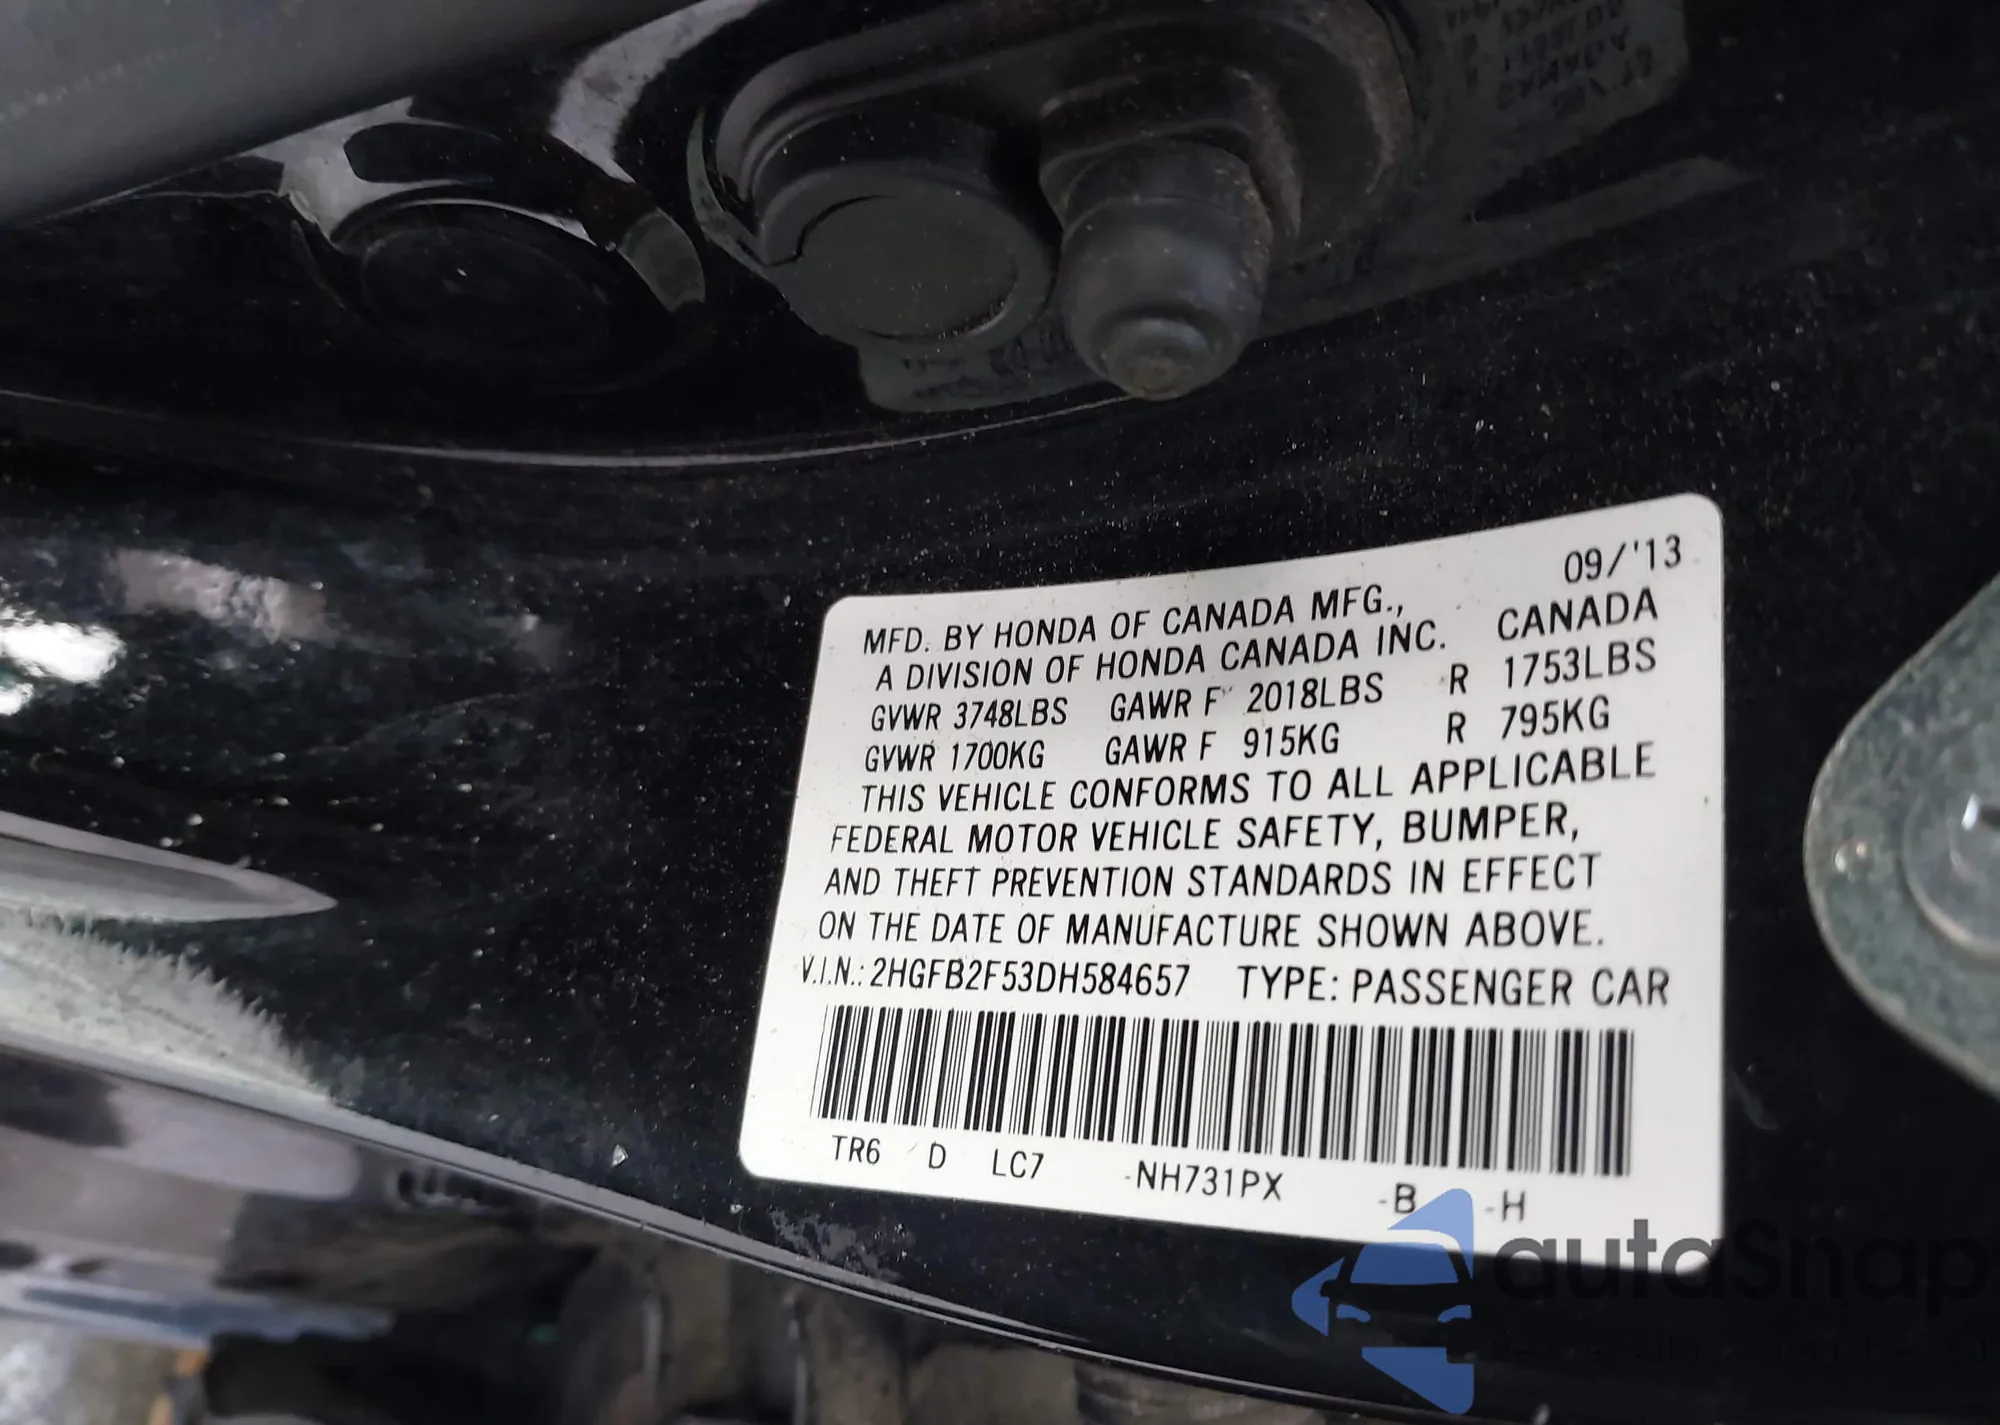 09/'13
MFD. BY HONDA OF CANADA MFG.,
A DIVISION OF HONDA CANADA INC. CANADA
GVWR 3748LBS GAWR F 2018LBS R 1753LBS
GVWR 1700KG GAWR F 915KG R 795KG
THIS VEHICLE CONFORMS TO ALL APPLICABLE
FEDERAL MOTOR VEHICLE SAFETY, BUMPER,
AND THEFT PREVENTION STANDARDS IN EFFECT
ON THE DATE OF MANUFACTURE SHOWN ABOVE.
V.I.N.: 2HGFB2F53DH584657 TYPE: PASSENGER CAR
TR6 D LC7 -NH731PX -B -H
autaSnap